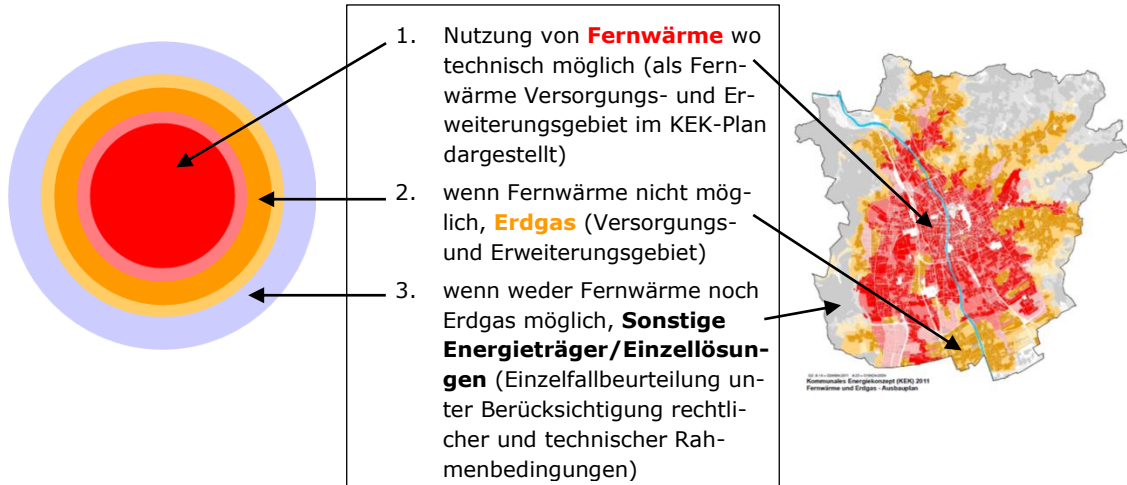 1. Nutzung von Fernwärme wo
technisch möglich (als Fern-
wärme Versorgungs- und Er-
weiterungsgebiet im KEK-Plan
dargestellt)
2. wenn Fernwärme nicht mög-
lich, Erdgas (Versorgungs-
und Erweiterungsgebiet)
3. wenn weder Fernwärme noch
Erdgas möglich, Sonstige
Energieträger/Einzellösun-
gen (Einzelfallbeurteilung un-
ter Berücksichtigung rechtli-
cher und technischer Rah-
menbedingungen)
Kommunales Energiekonzept (KEK) 2011
Fernwärme und Erdgas - Ausbauplan